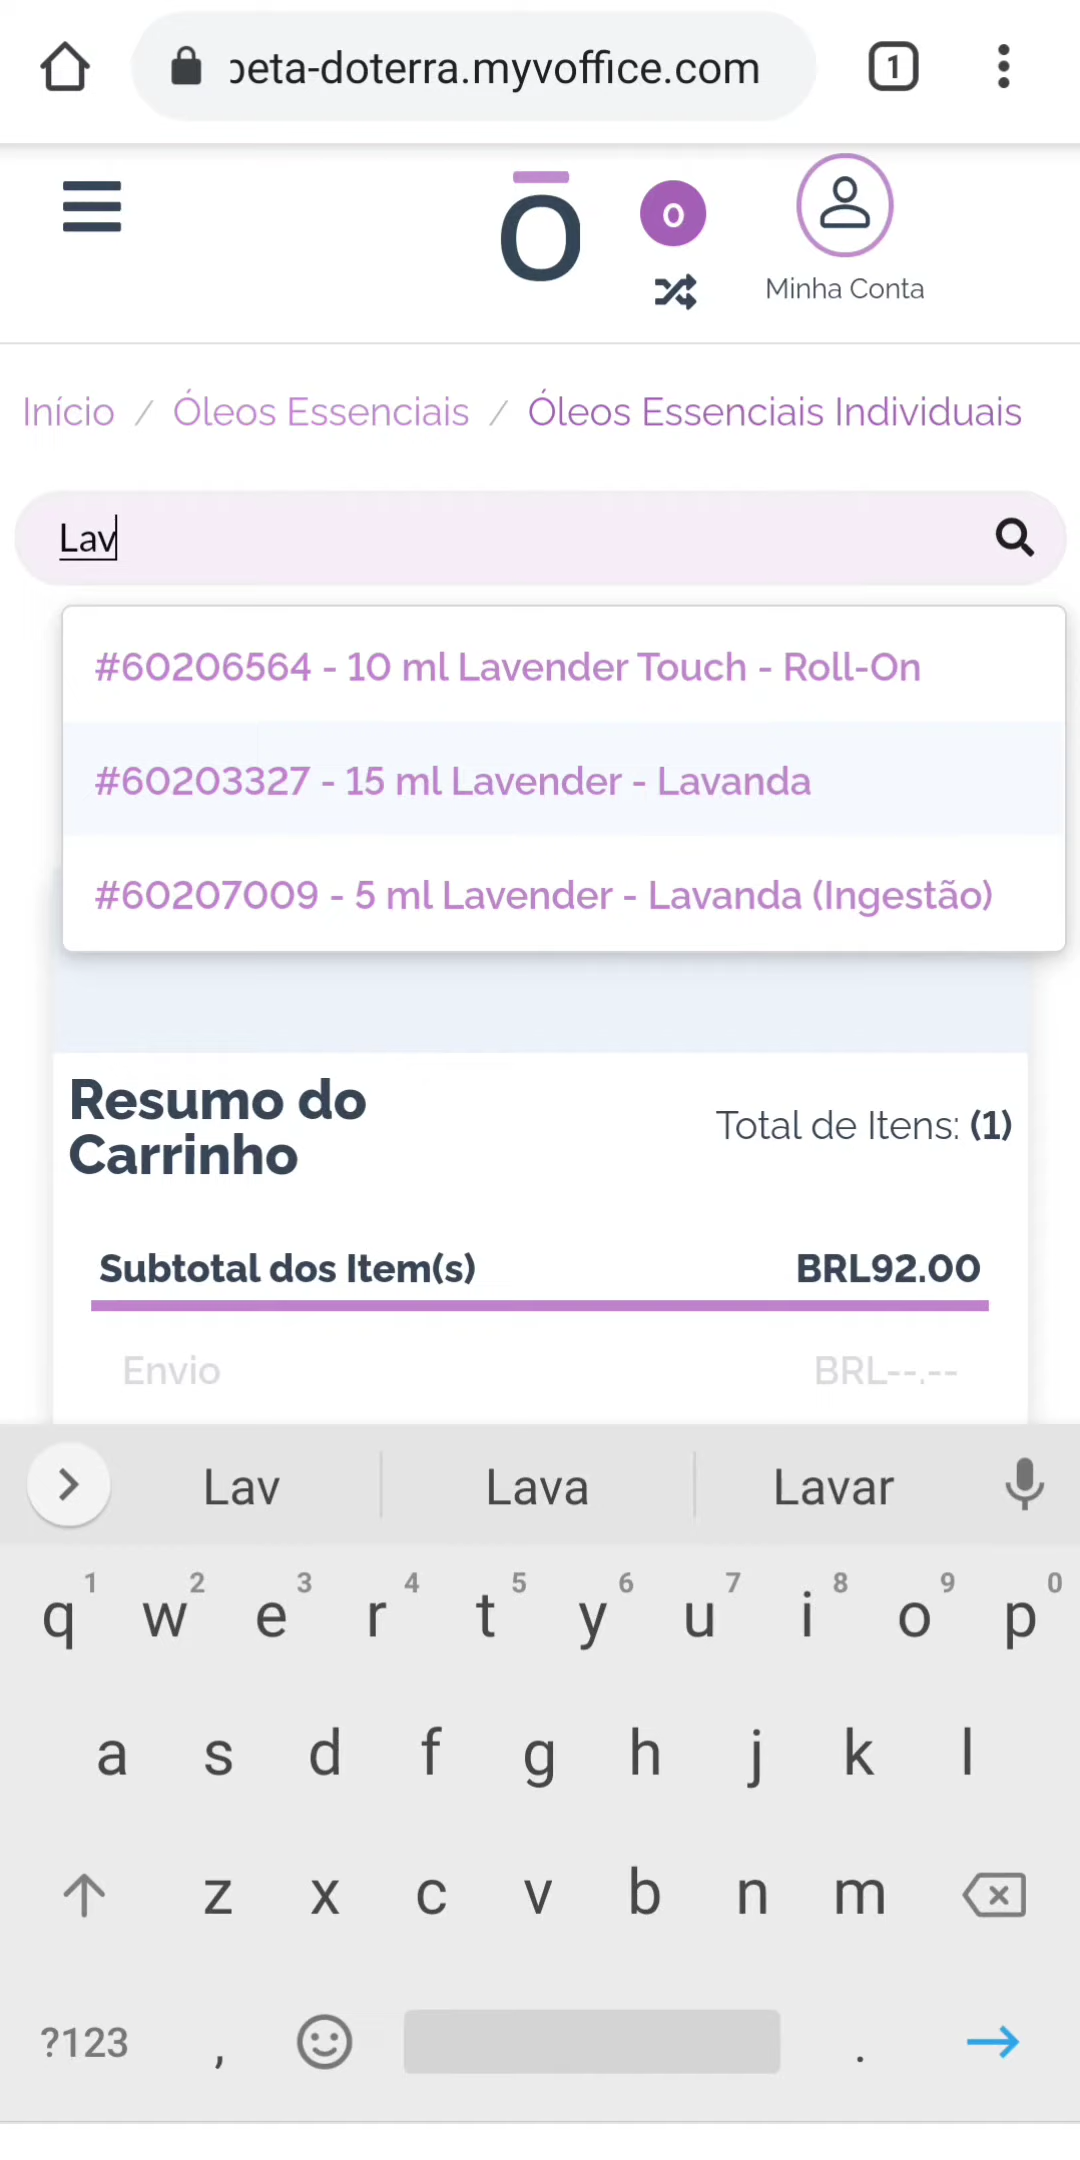 beta-doterra.myvoffice.com
1
ō
0
Minha Conta
Início / Óleos Essenciais / Óleos Essenciais Individuais
Lav
#60206564 - 10 ml Lavender Touch - Roll-On
#60203327 - 15 ml Lavender - Lavanda
#60207009 - 5 ml Lavender - Lavanda (Ingestão)
Resumo do
Carrinho
Total de Itens: (1)
Subtotal dos Item(s) BRL92.00
Envio BRL--.--
Lav Lava Lavar
1 2 3 4 5 6 7 8 9 0
q w e r t y u i o p
a s d f g h j k l
z x c v b n m
?123 , .